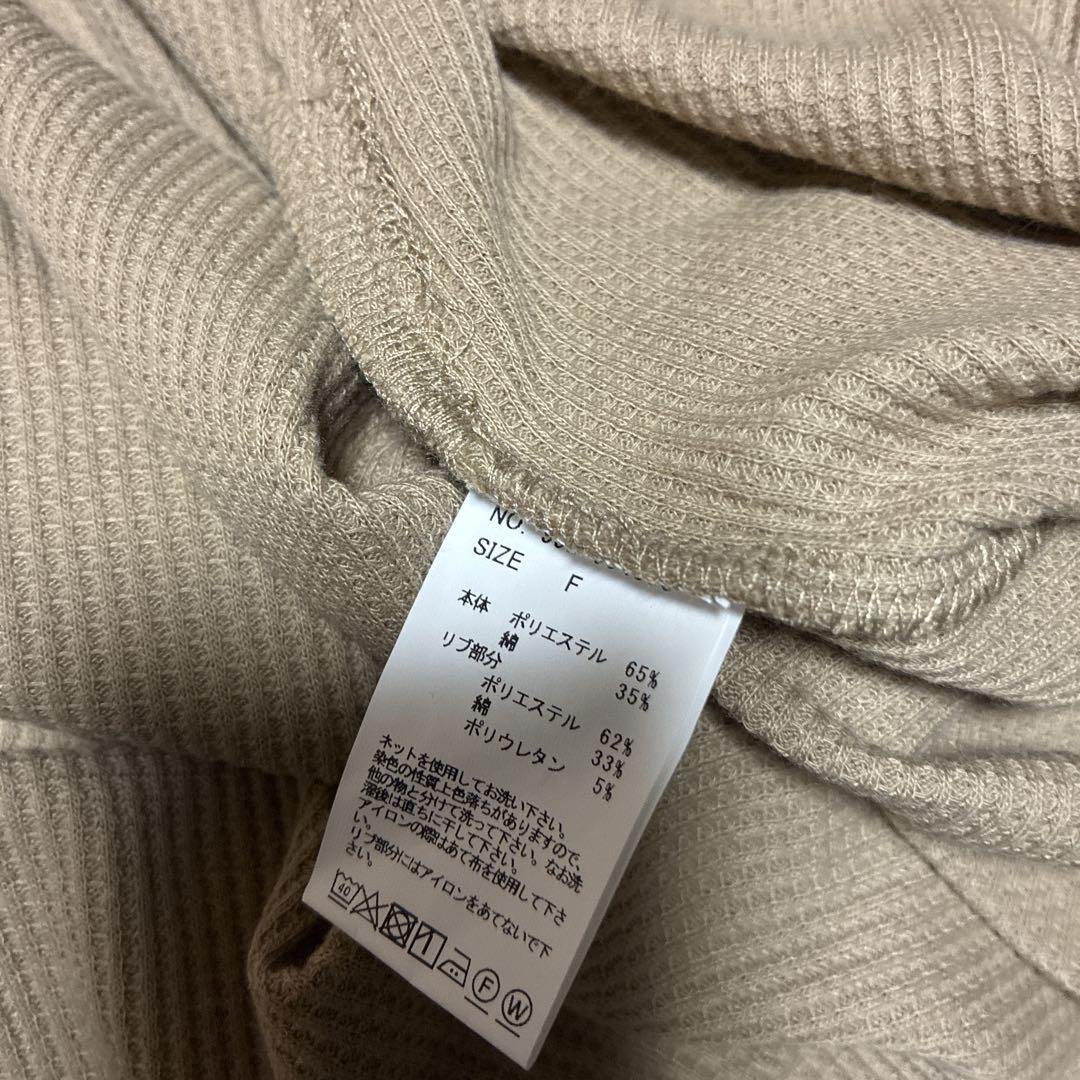 NO.
SIZE F
本体 ポリエステル 65%
綿 35%
リブ部分
ポリエステル 62%
綿 33%
ポリウレタン 5%
ネットを使用してお洗い下さい。
染色の性質上色落ちがありますので、
他の物と分けて洗って下さい。なお洗
濯後は直ちに干して下さい。
アイロンの際はあて布を使用して下さ
い。
リブ部分にはアイロンをあてないで下
さい。
40
F
W